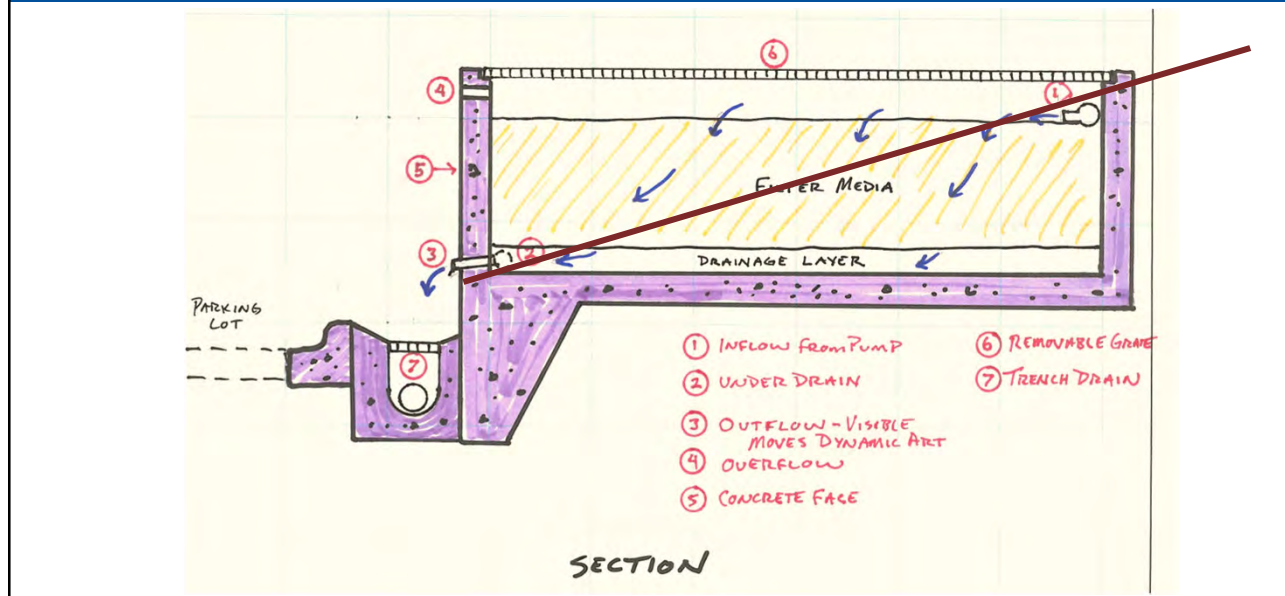 6
4
1
5
FILTER MEDIA
3
2
DRAINAGE LAYER
PARKING
LOT
7
1 INFLOW FROM PUMP
2 UNDER DRAIN
3 OUTFLOW - VISIBLE
MOVES DYNAMIC ART
4 OVERFLOW
5 CONCRETE FACE
6 REMOVABLE GRATE
7 TRENCH DRAIN
SECTION